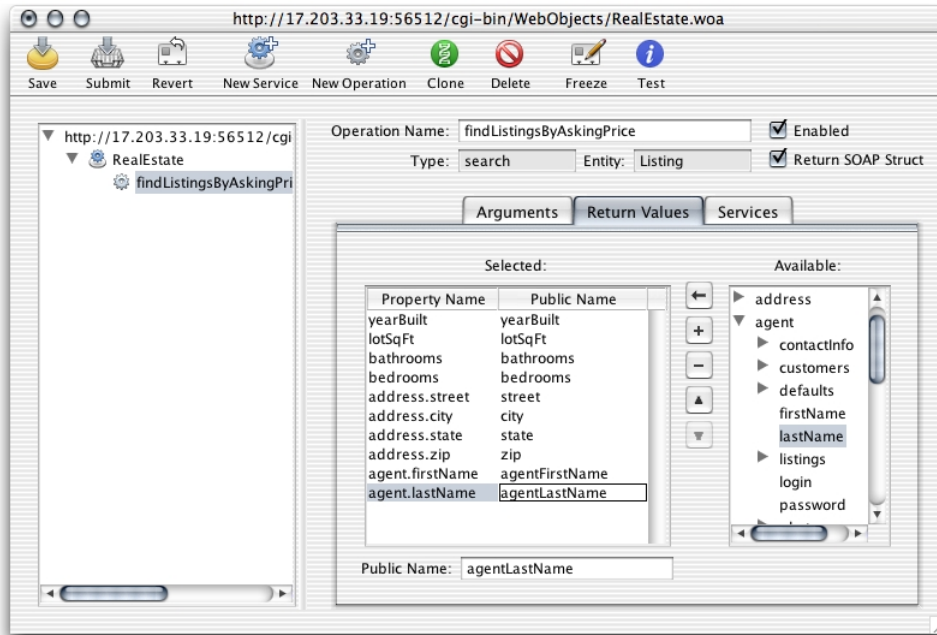 http://17.203.33.19:56512/cgi-bin/WebObjects/RealEstate.woa
Save Submit Revert New Service New Operation Clone Delete Freeze Test
http://17.203.33.19:56512/cgi
RealEstate
findListingsByAskingPri
Operation Name: findListingsByAskingPrice Enabled
Type: search Entity: Listing Return SOAP Struct
Arguments Return Values Services
Selected:
Property Name Public Name
yearBuilt yearBuilt
lotSqFt lotSqFt
bathrooms bathrooms
bedrooms bedrooms
address.street street
address.city city
address.state state
address.zip zip
agent.firstName agentFirstName
agent.lastName agentLastName
Public Name: agentLastName
Available:
address
agent
contactInfo
customers
defaults
firstName
lastName
listings
login
password